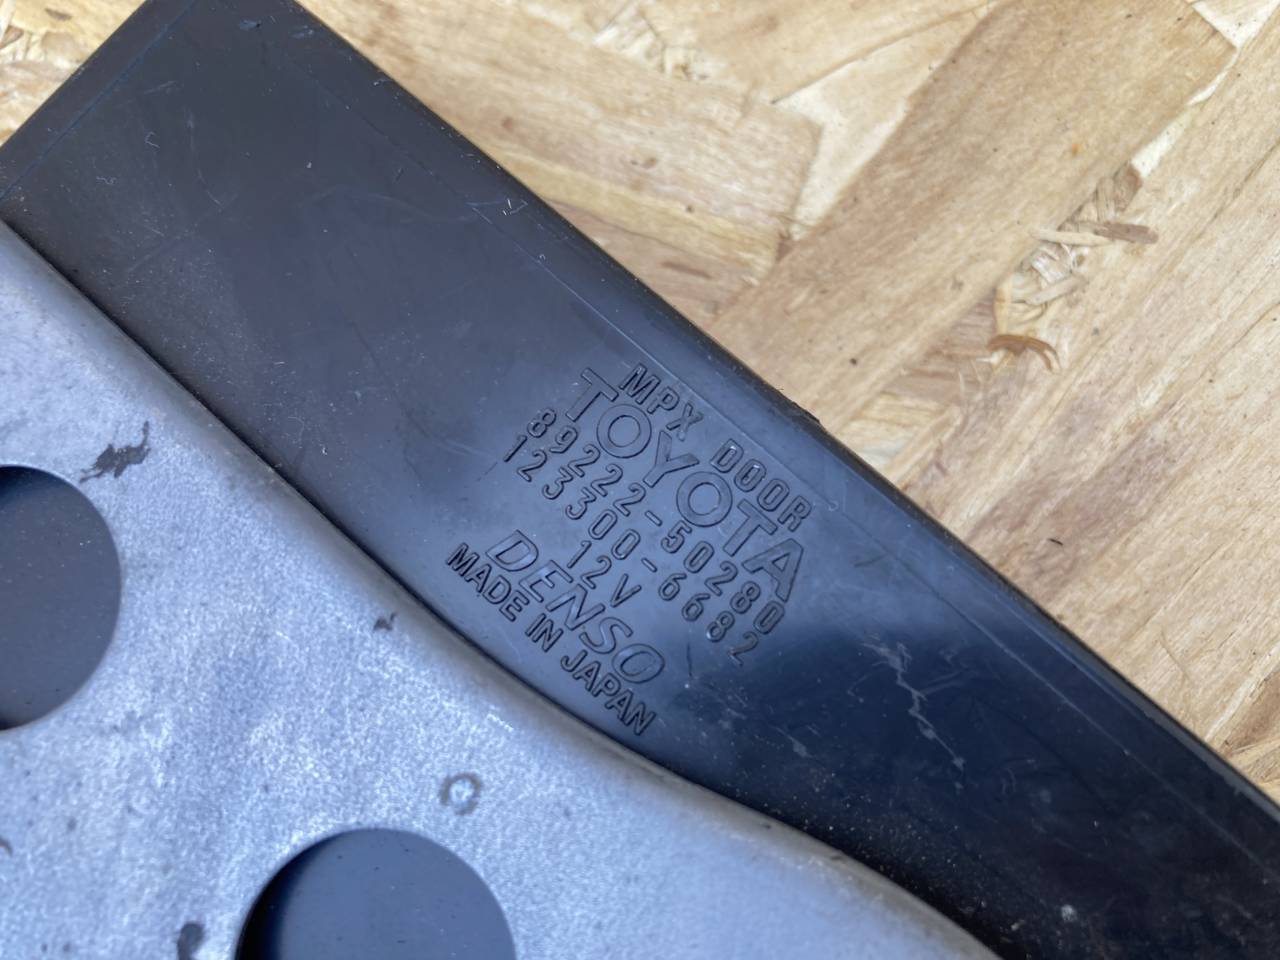 MPX DOOR
TOYOTA
89222-50280
123300-6682
12V
DENSO
MADE IN JAPAN